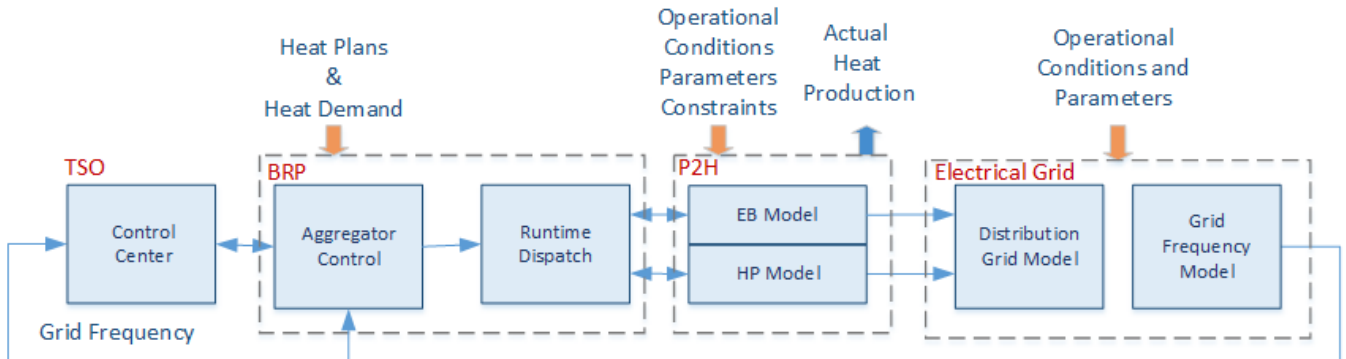 Heat Plans
&
Heat Demand
Operational
Conditions
Parameters
Constraints
Actual
Heat
Production
Operational
Conditions and
Parameters
TSO
Control
Center
Grid Frequency
BRP
Aggregator
Control
Runtime
Dispatch
P2H
EB Model
HP Model
Electrical Grid
Distribution
Grid Model
Grid
Frequency
Model